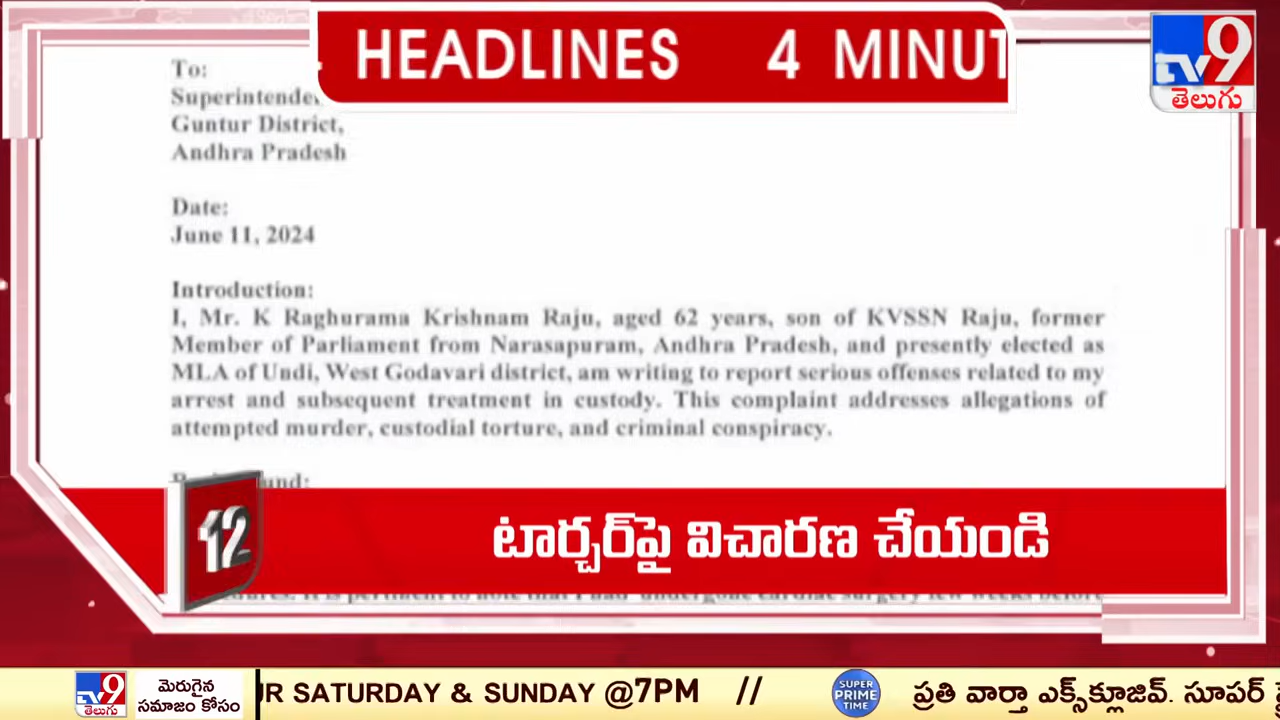 HEADLINES 4 MINUT
TV9
తెలుగు
To:
Superintende
Guntur District,
Andhra Pradesh
Date:
June 11, 2024
Introduction:
I, Mr. K Raghurama Krishnam Raju, aged 62 years, son of KVSSN Raju, former
Member of Parliament from Narasapuram, Andhra Pradesh, and presently elected as
MLA of Undi, West Godavari district, am writing to report serious offenses related to my
arrest and subsequent treatment in custody. This complaint addresses allegations of
attempted murder, custodial torture, and criminal conspiracy.
12
టార్చర్‌పై విచారణ చేయండి
TV9
తెలుగు
మెరుగైన
సమాజం కోసం
UR SATURDAY & SUNDAY @7PM //
SUPER
PRIME
TIME
ప్రతి వార్తా ఎక్స్‌క్లూజివ్. సూపర్